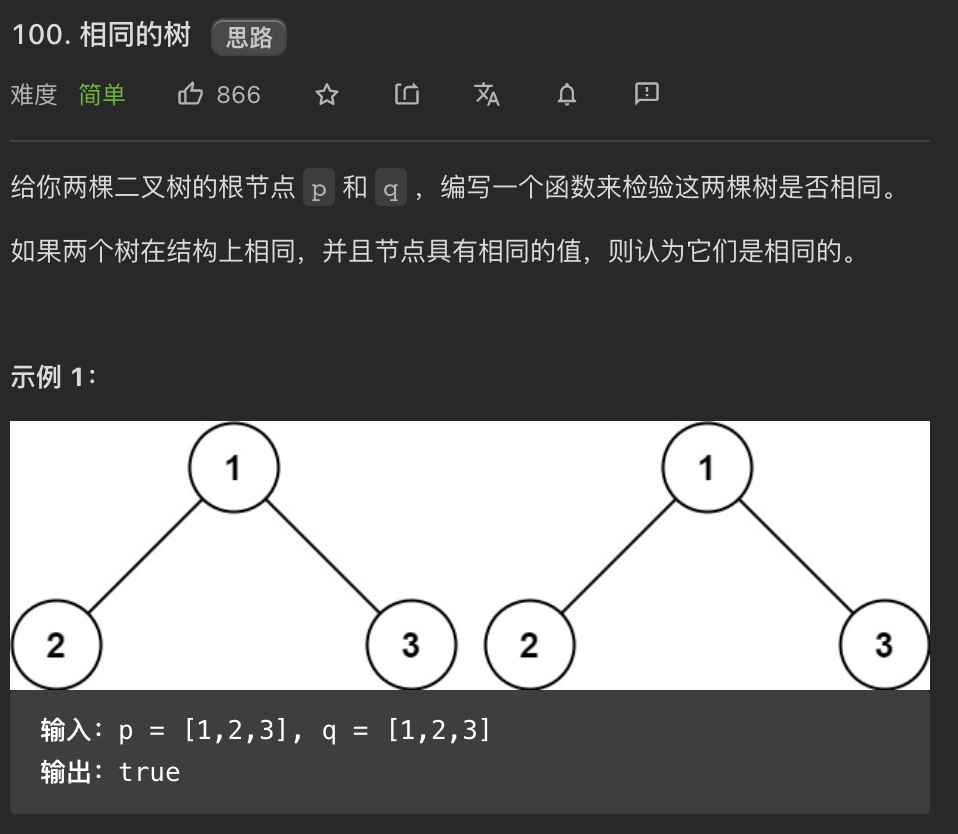 100. 相同的树 思路
难度 简单 866
给你两棵二叉树的根节点 p 和 q ，编写一个函数来检验这两棵树是否相同。
如果两个树在结构上相同，并且节点具有相同的值，则认为它们是相同的。
示例 1：
1 1
2 3 2 3
输入：p = [1,2,3], q = [1,2,3]
输出：true